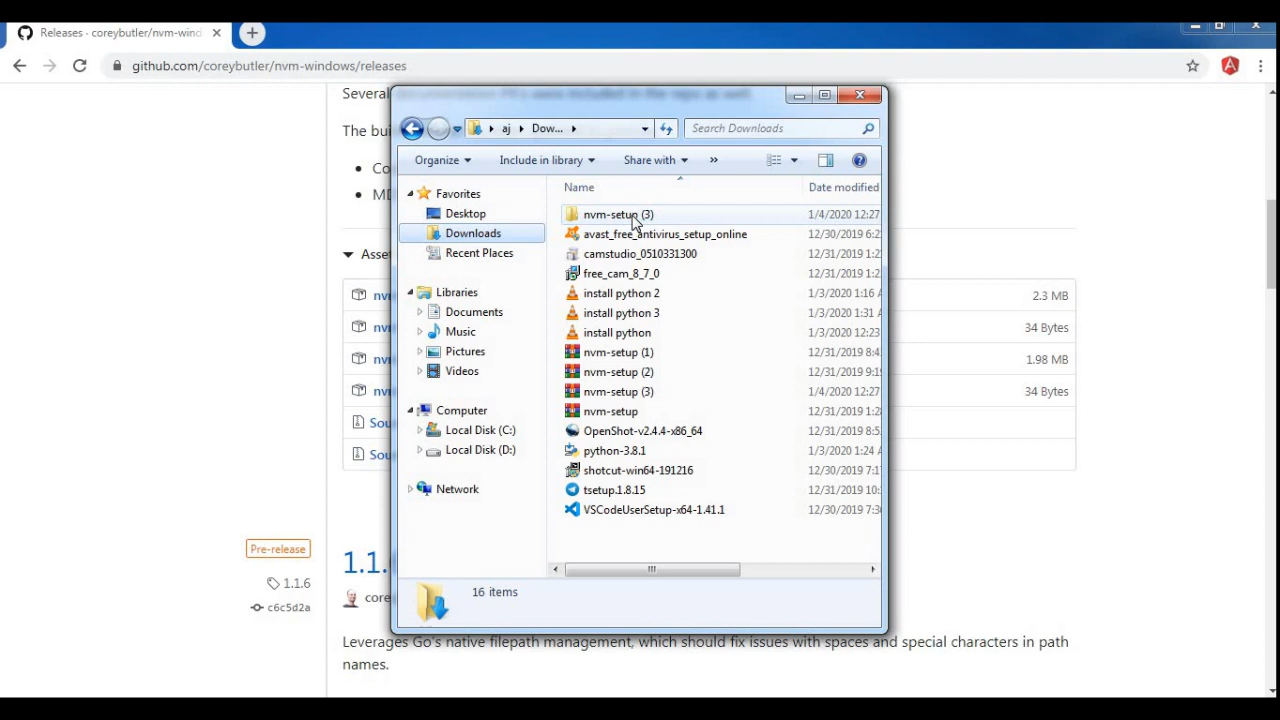 Releases - coreybutler/nvm-wind
github.com/coreybutler/nvm-windows/releases
Several
The bui
Co
MD
Asset
nvm
2.3 MB
nvm
34 Bytes
nvm
1.98 MB
nvm
34 Bytes
Sou
Sou
aj
Dow...
Search Downloads
Organize
Include in library
Share with
»
Name
Date modified
Favorites
Desktop
Downloads
Recent Places
Libraries
Documents
Music
Pictures
Videos
Computer
Local Disk (C:)
Local Disk (D:)
Network
nvm-setup (3) 1/4/2020 12:27
avast_free_antivirus_setup_online 12/30/2019 6:2
camstudio_0510331300 12/31/2019 1:2
free_cam_8_7_0 12/31/2019 1:2
install python 2 1/3/2020 1:16 A
install python 3 1/3/2020 1:31 A
install python 1/3/2020 12:23
nvm-setup (1) 12/31/2019 8:4
nvm-setup (2) 12/31/2019 9:1
nvm-setup (3) 1/4/2020 12:27
nvm-setup 12/31/2019 1:2
OpenShot-v2.4.4-x86_64 12/31/2019 8:5
python-3.8.1 1/3/2020 1:24 A
shotcut-win64-191216 12/30/2019 7:1
tsetup.1.8.15 12/31/2019 10:
VSCodeUserSetup-x64-1.41.1 12/30/2019 7:3
16 items
Pre-release
1.1.
1.1.6
c6c5d2a
core
Leverages Go's native filepath management, which should fix issues with spaces and special characters in path
names.